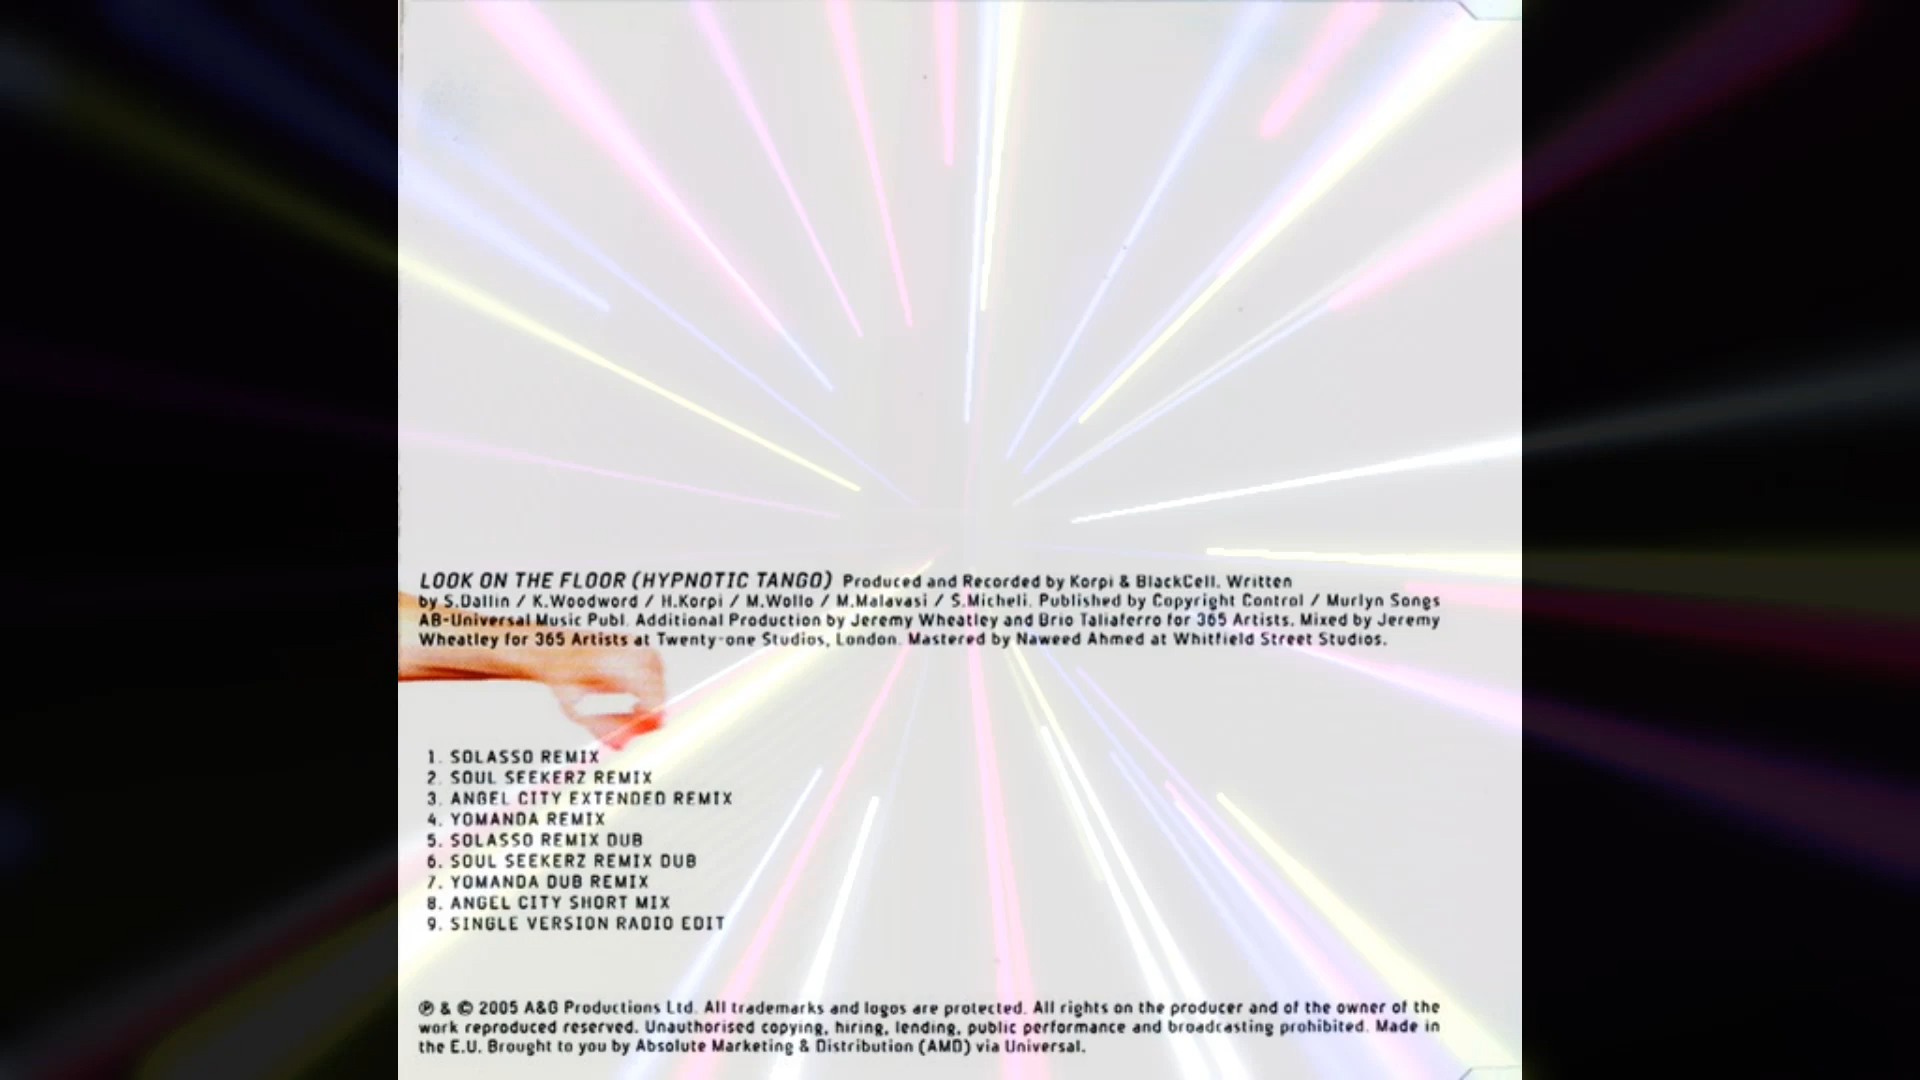 LOOK ON THE FLOOR (HYPNOTIC TANGO) Produced and Recorded by Korpi & BlackCell. Written
by S.Dallin / K.Woodword / H.Korpi / M.Wollo / M.Malavasi / S.Micheli. Published by Copyright Control / Murlyn Songs
AB-Universal Music Publ. Additional Production by Jeremy Wheatley and Brio Taliaferro for 365 Artists. Mixed by Jeremy
Wheatley for 365 Artists at Twenty-one Studios, London. Mastered by Naweed Ahmed at Whitfield Street Studios.
1. SOLASSO REMIX
2. SOUL SEEKERZ REMIX
3. ANGEL CITY EXTENDED REMIX
4. YOMANDA REMIX
5. SOLASSO REMIX DUB
6. SOUL SEEKERZ REMIX DUB
7. YOMANDA DUB REMIX
8. ANGEL CITY SHORT MIX
9. SINGLE VERSION RADIO EDIT
℗ & © 2005 A&G Productions Ltd. All trademarks and logos are protected. All rights on the producer and of the owner of the
work reproduced reserved. Unauthorised copying, hiring, lending, public performance and broadcasting prohibited. Made in
the E.U. Brought to you by Absolute Marketing & Distribution (AMD) via Universal.